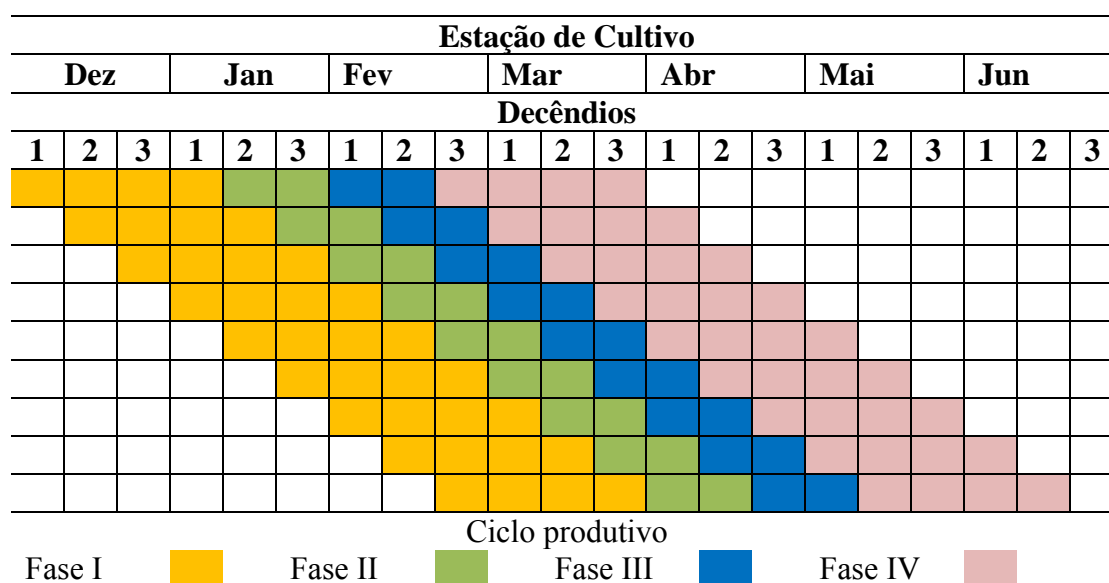 Estação de Cultivo
Dez Jan Fev Mar Abr Mai Jun
Decêndios
1 2 3 1 2 3 1 2 3 1 2 3 1 2 3 1 2 3 1 2 3
Ciclo produtivo
Fase I Fase II Fase III Fase IV